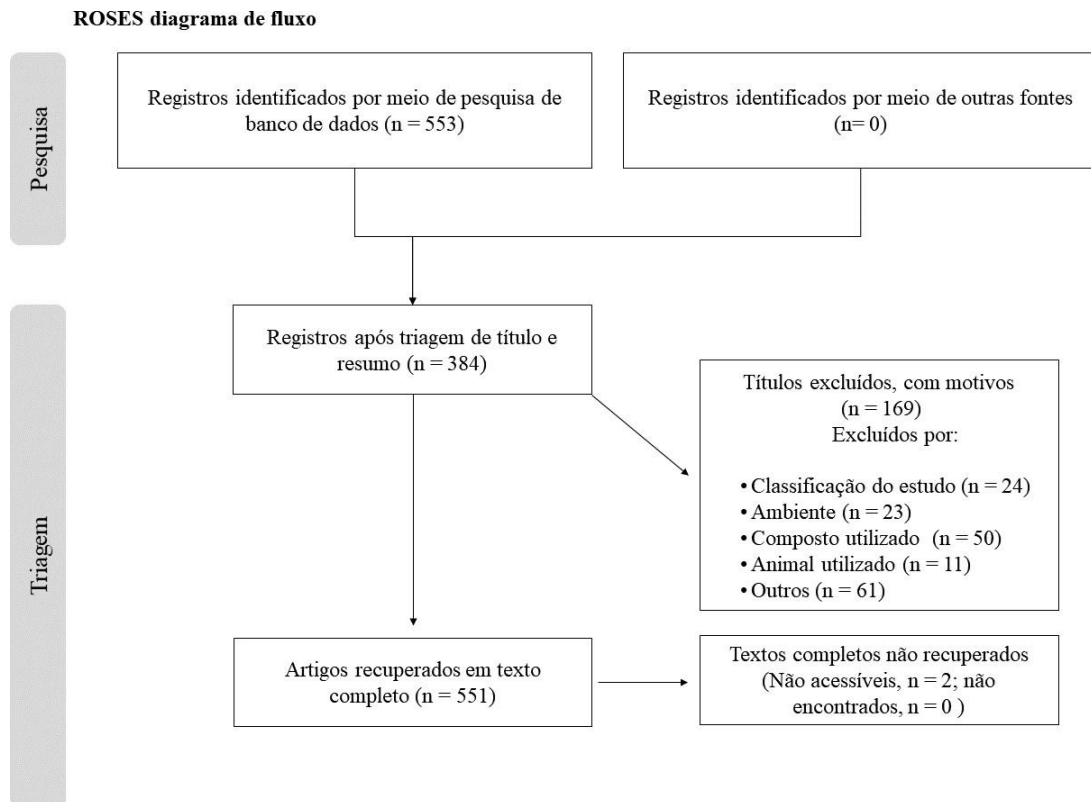 ROSES diagrama de fluxo
Pesquisa
Registros identificados por meio de pesquisa de
banco de dados (n = 553)
Registros identificados por meio de outras fontes
(n= 0)
Triagem
Registros após triagem de título e
resumo (n = 384)
Títulos excluídos, com motivos
(n = 169)
Excluídos por:
• Classificação do estudo (n = 24)
• Ambiente (n = 23)
• Composto utilizado (n = 50)
• Animal utilizado (n = 11)
• Outros (n = 61)
Artigos recuperados em texto
completo (n = 551)
Textos completos não recuperados
(Não acessíveis, n = 2; não
encontrados, n = 0 )